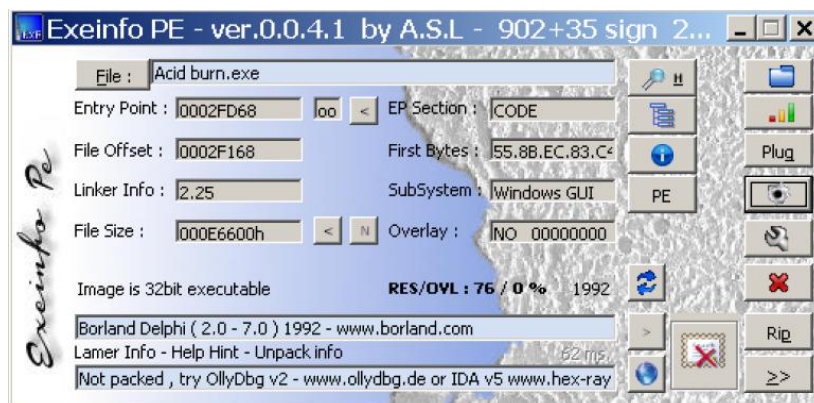 Exeinfo PE - ver.0.0.4.1 by A.S.L - 902+35 sign 2...
File : Acid burn.exe H
Entry Point : 0002FD68 oo < EP Section : CODE
File Offset : 0002F168 First Bytes : 55.8B.EC.83.C4 Plug
Linker Info : 2.25 SubSystem : Windows GUI PE
File Size : 000E6600h < N Overlay : NO 00000000
Image is 32bit executable RES/OVL : 76 / 0 % 1992
Borland Delphi ( 2.0 - 7.0 ) 1992 - www.borland.com > Rip
Lamer Info - Help Hint - Unpack info 62 ms.
Not packed , try OllyDbg v2 - www.ollydbg.de or IDA v5 www.hex-ray >>
Exeinfo Pe